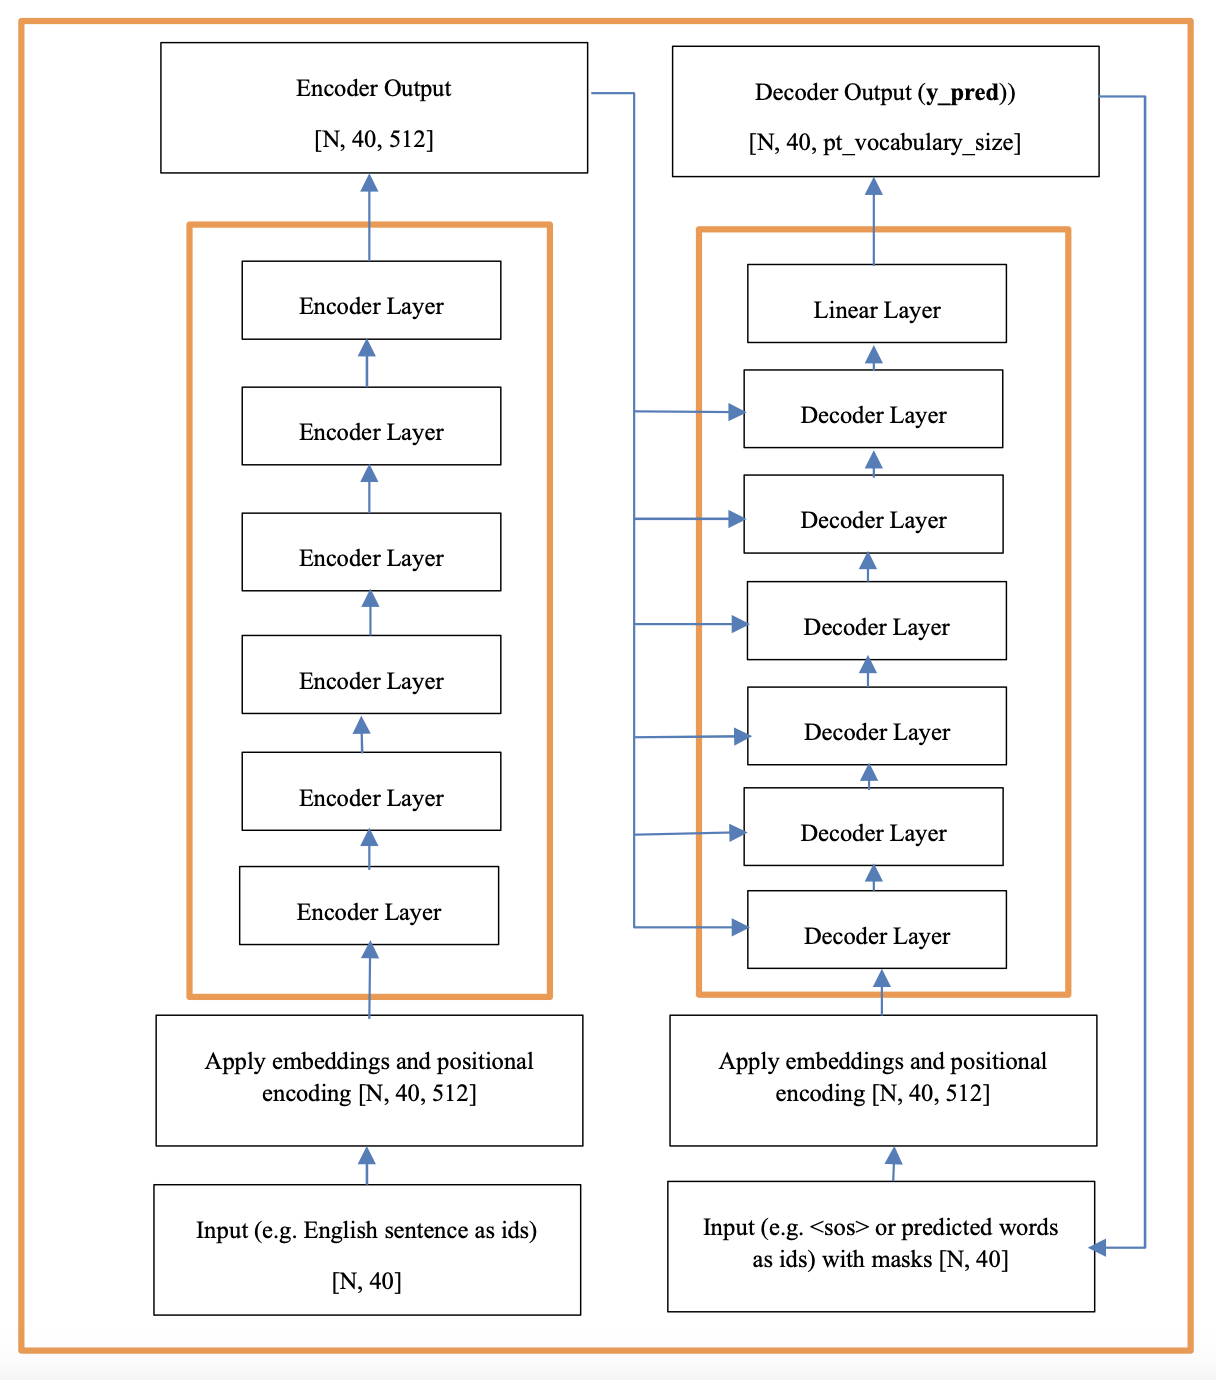 Encoder Output
[N, 40, 512]
Encoder Layer
Encoder Layer
Encoder Layer
Encoder Layer
Encoder Layer
Encoder Layer
Apply embeddings and positional
encoding [N, 40, 512]
Input (e.g. English sentence as ids)
[N, 40]
Decoder Output (y_pred))
[N, 40, pt_vocabulary_size]
Linear Layer
Decoder Layer
Decoder Layer
Decoder Layer
Decoder Layer
Decoder Layer
Decoder Layer
Apply embeddings and positional
encoding [N, 40, 512]
Input (e.g. <sos> or predicted words
as ids) with masks [N, 40]